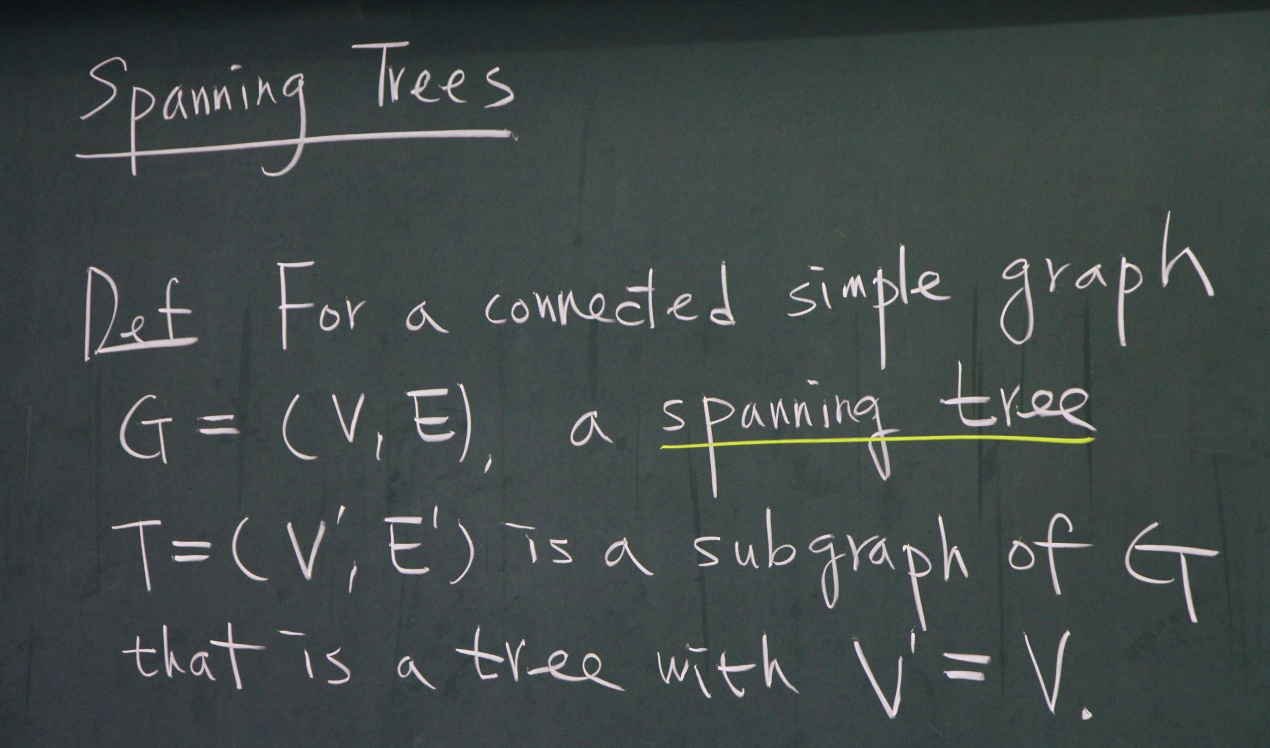 Spanning Trees
Def For a connected simple graph
G = (V, E), a spanning tree
T = (V', E') is a subgraph of G
that is a tree with V' = V.